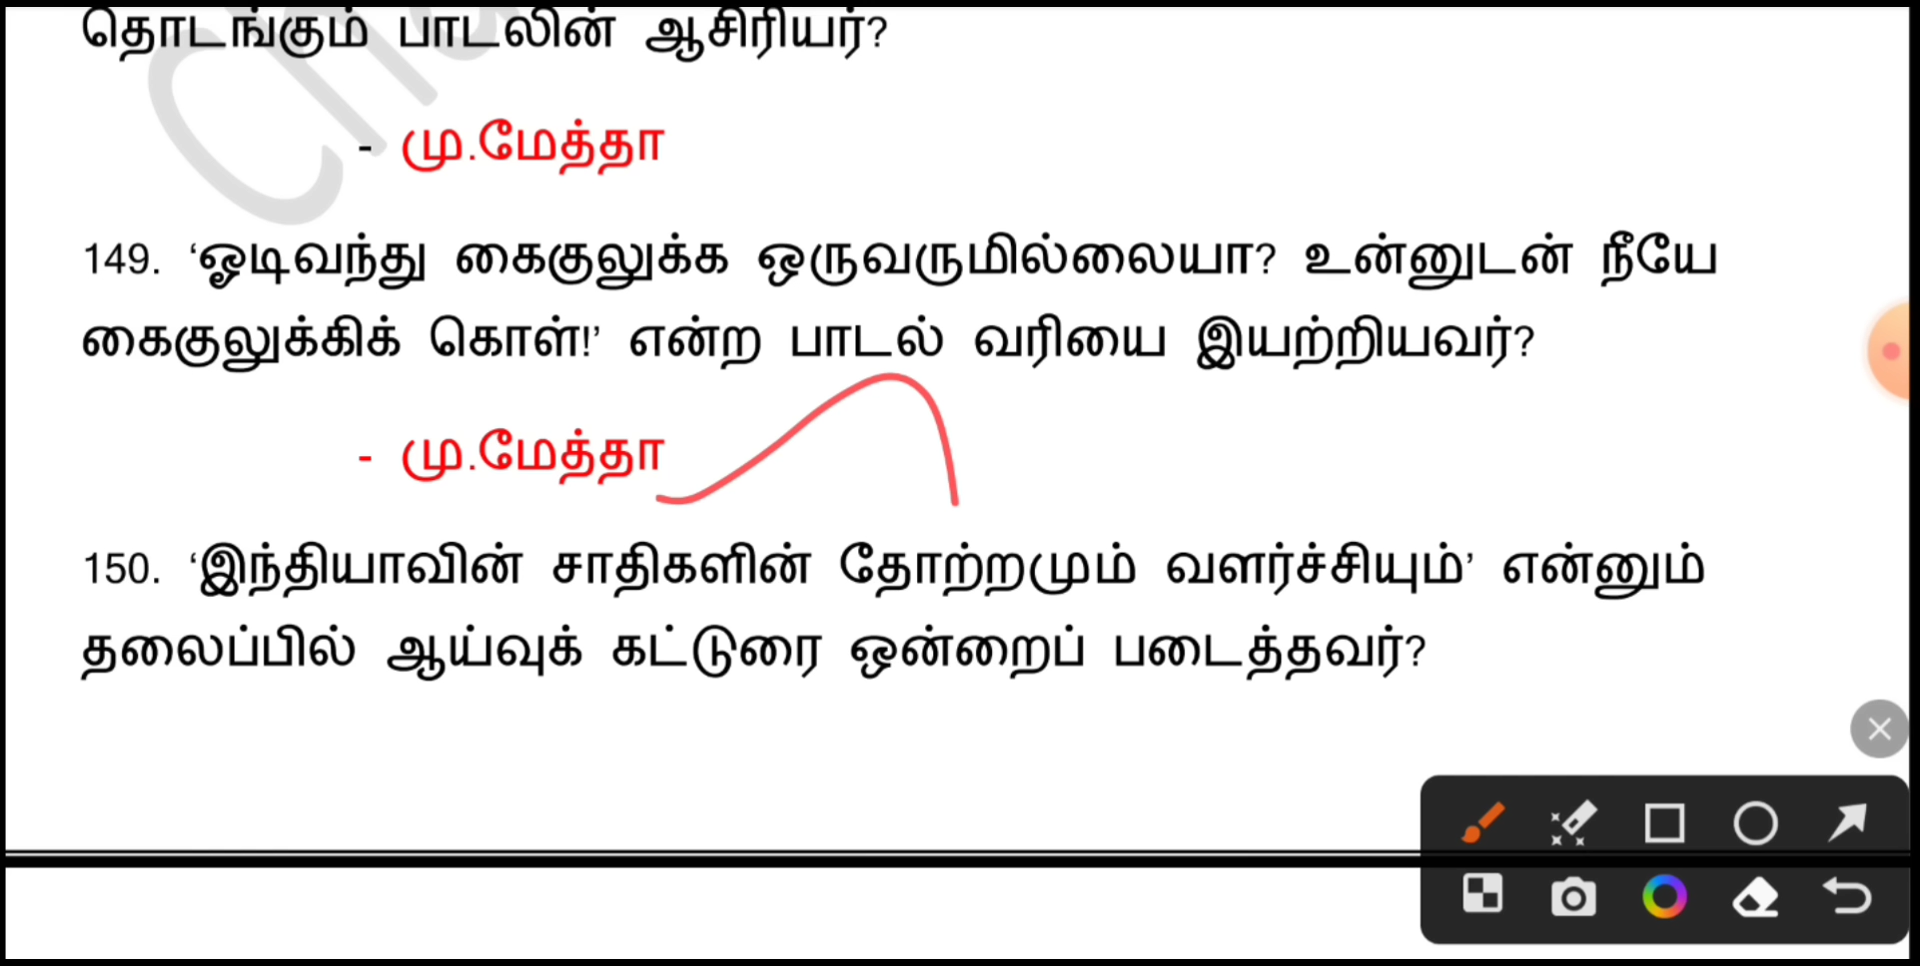 தொடங்கும் பாடலின் ஆசிரியர்?
- மு.மேத்தா
149. ‘ஓடிவந்து கைகுலுக்க ஒருவருமில்லையா? உன்னுடன் நீயே
கைகுலுக்கிக் கொள்!’ என்ற பாடல் வரியை இயற்றியவர்?
- மு.மேத்தா
150. ‘இந்தியாவின் சாதிகளின் தோற்றமும் வளர்ச்சியும்’ என்னும்
தலைப்பில் ஆய்வுக் கட்டுரை ஒன்றைப் படைத்தவர்?